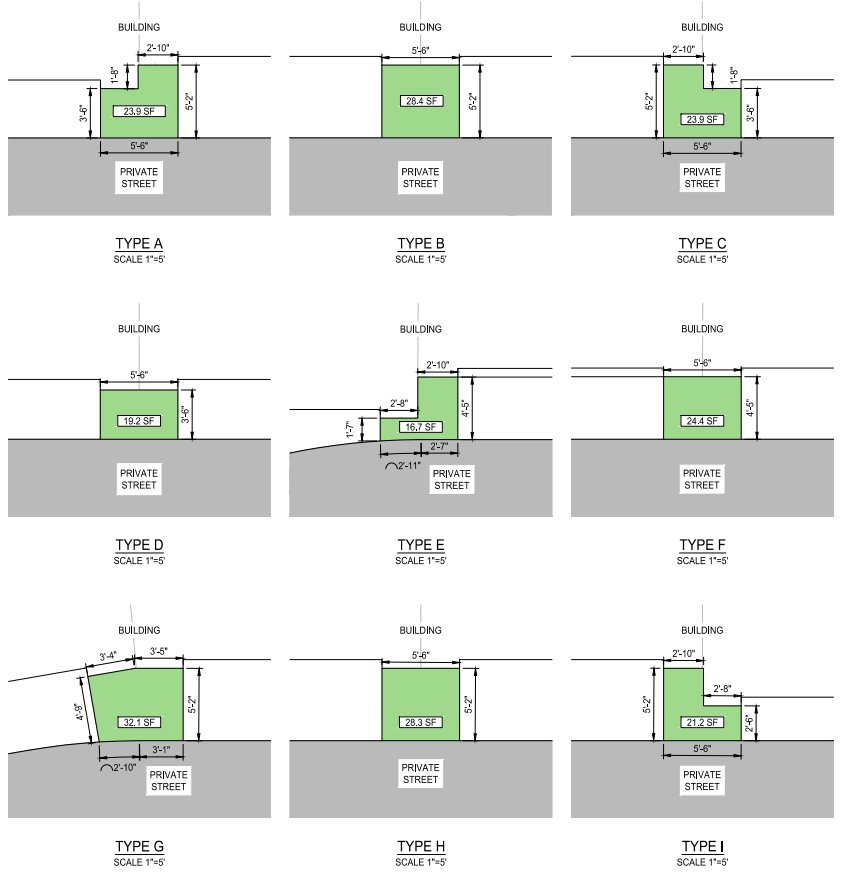 BUILDING
2'-10"
1'-8"
5'-2"
3'-6"
23.9 SF
5'-6"
PRIVATE
STREET
TYPE A
SCALE 1"=5'
BUILDING
5'-6"
28.4 SF
5'-2"
PRIVATE
STREET
TYPE B
SCALE 1"=5'
BUILDING
2'-10"
1'-8"
5'-2"
3'-6"
23.9 SF
5'-6"
PRIVATE
STREET
TYPE C
SCALE 1"=5'
BUILDING
5'-6"
19.2 SF
3'-6"
PRIVATE
STREET
TYPE D
SCALE 1"=5'
BUILDING
2'-10"
2'-8"
4'-5"
1'-7"
16.7 SF
2'-7"
2'-11"
PRIVATE
STREET
TYPE E
SCALE 1"=5'
BUILDING
5'-6"
24.4 SF
4'-5"
PRIVATE
STREET
TYPE F
SCALE 1"=5'
BUILDING
3'-4"
3'-5"
4'-9"
5'-2"
32.1 SF
3'-1"
2'-10"
PRIVATE
STREET
TYPE G
SCALE 1"=5'
BUILDING
5'-6"
28.3 SF
5'-2"
PRIVATE
STREET
TYPE H
SCALE 1"=5'
BUILDING
2'-10"
2'-8"
5'-2"
2'-6"
21.2 SF
5'-6"
PRIVATE
STREET
TYPE I
SCALE 1"=5'